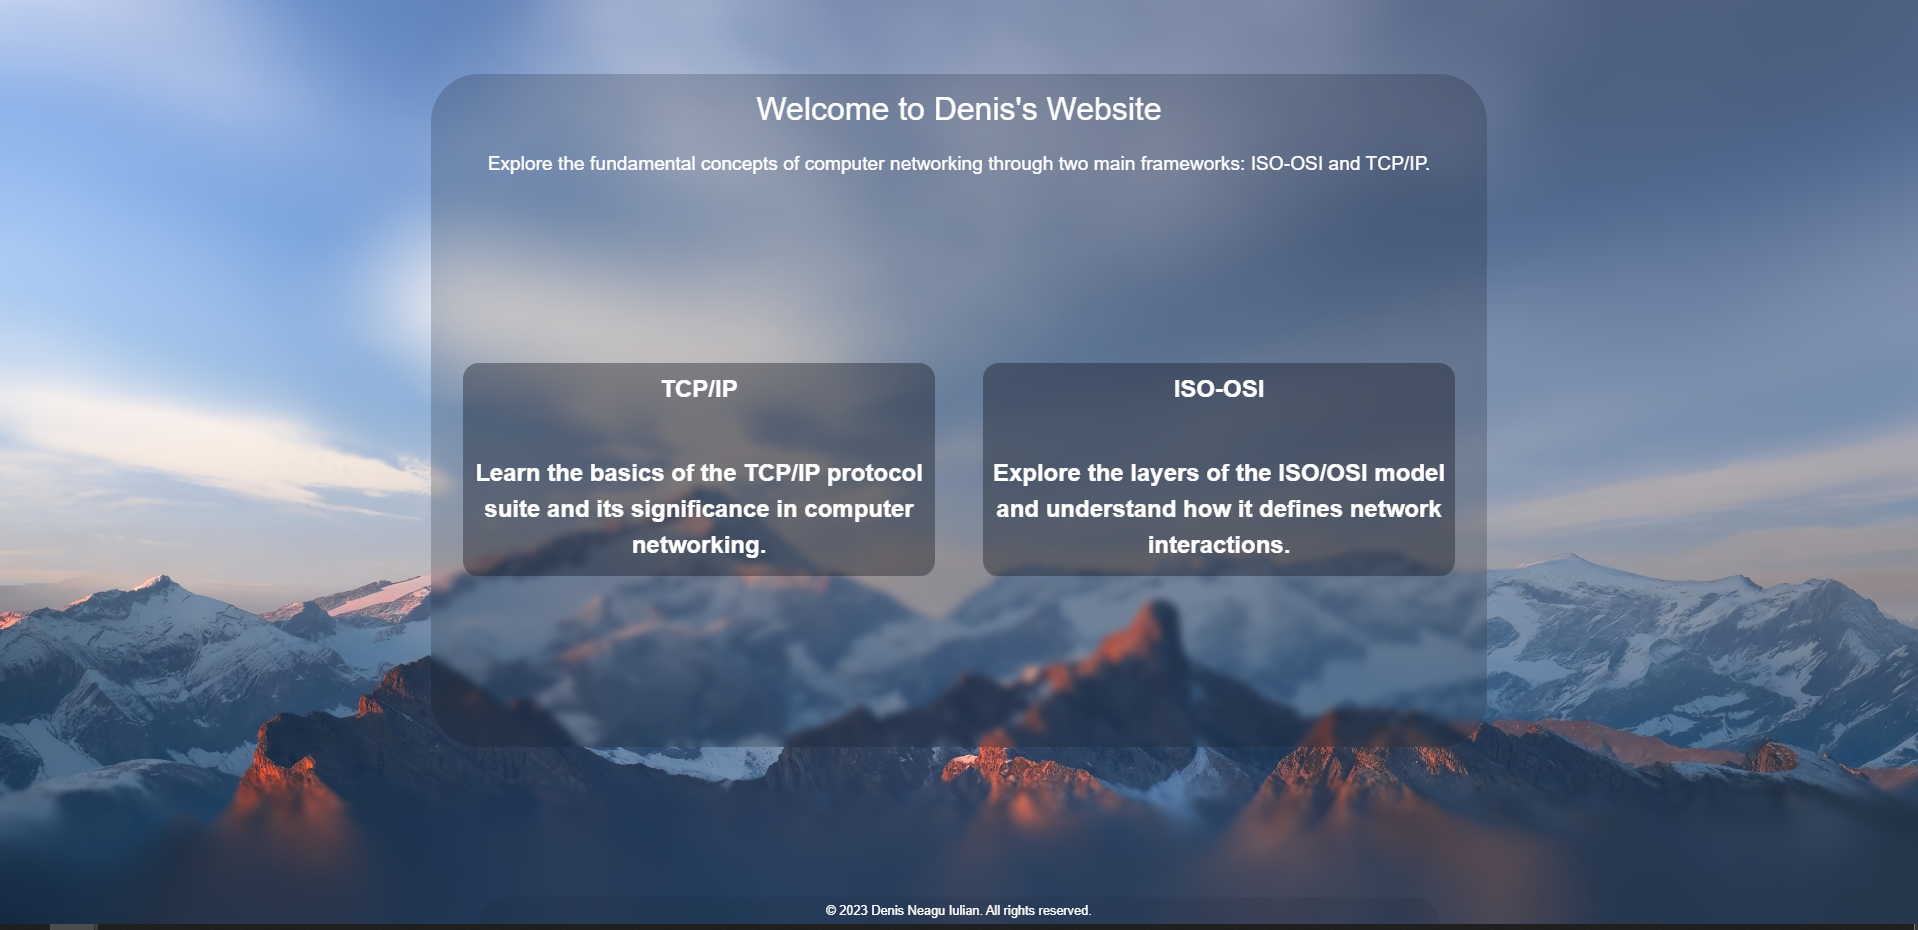 Welcome to Denis's Website
Explore the fundamental concepts of computer networking through two main frameworks: ISO-OSI and TCP/IP.
TCP/IP
Learn the basics of the TCP/IP protocol
suite and its significance in computer
networking.
ISO-OSI
Explore the layers of the ISO/OSI model
and understand how it defines network
interactions.
© 2023 Denis Neagu Iulian. All rights reserved.